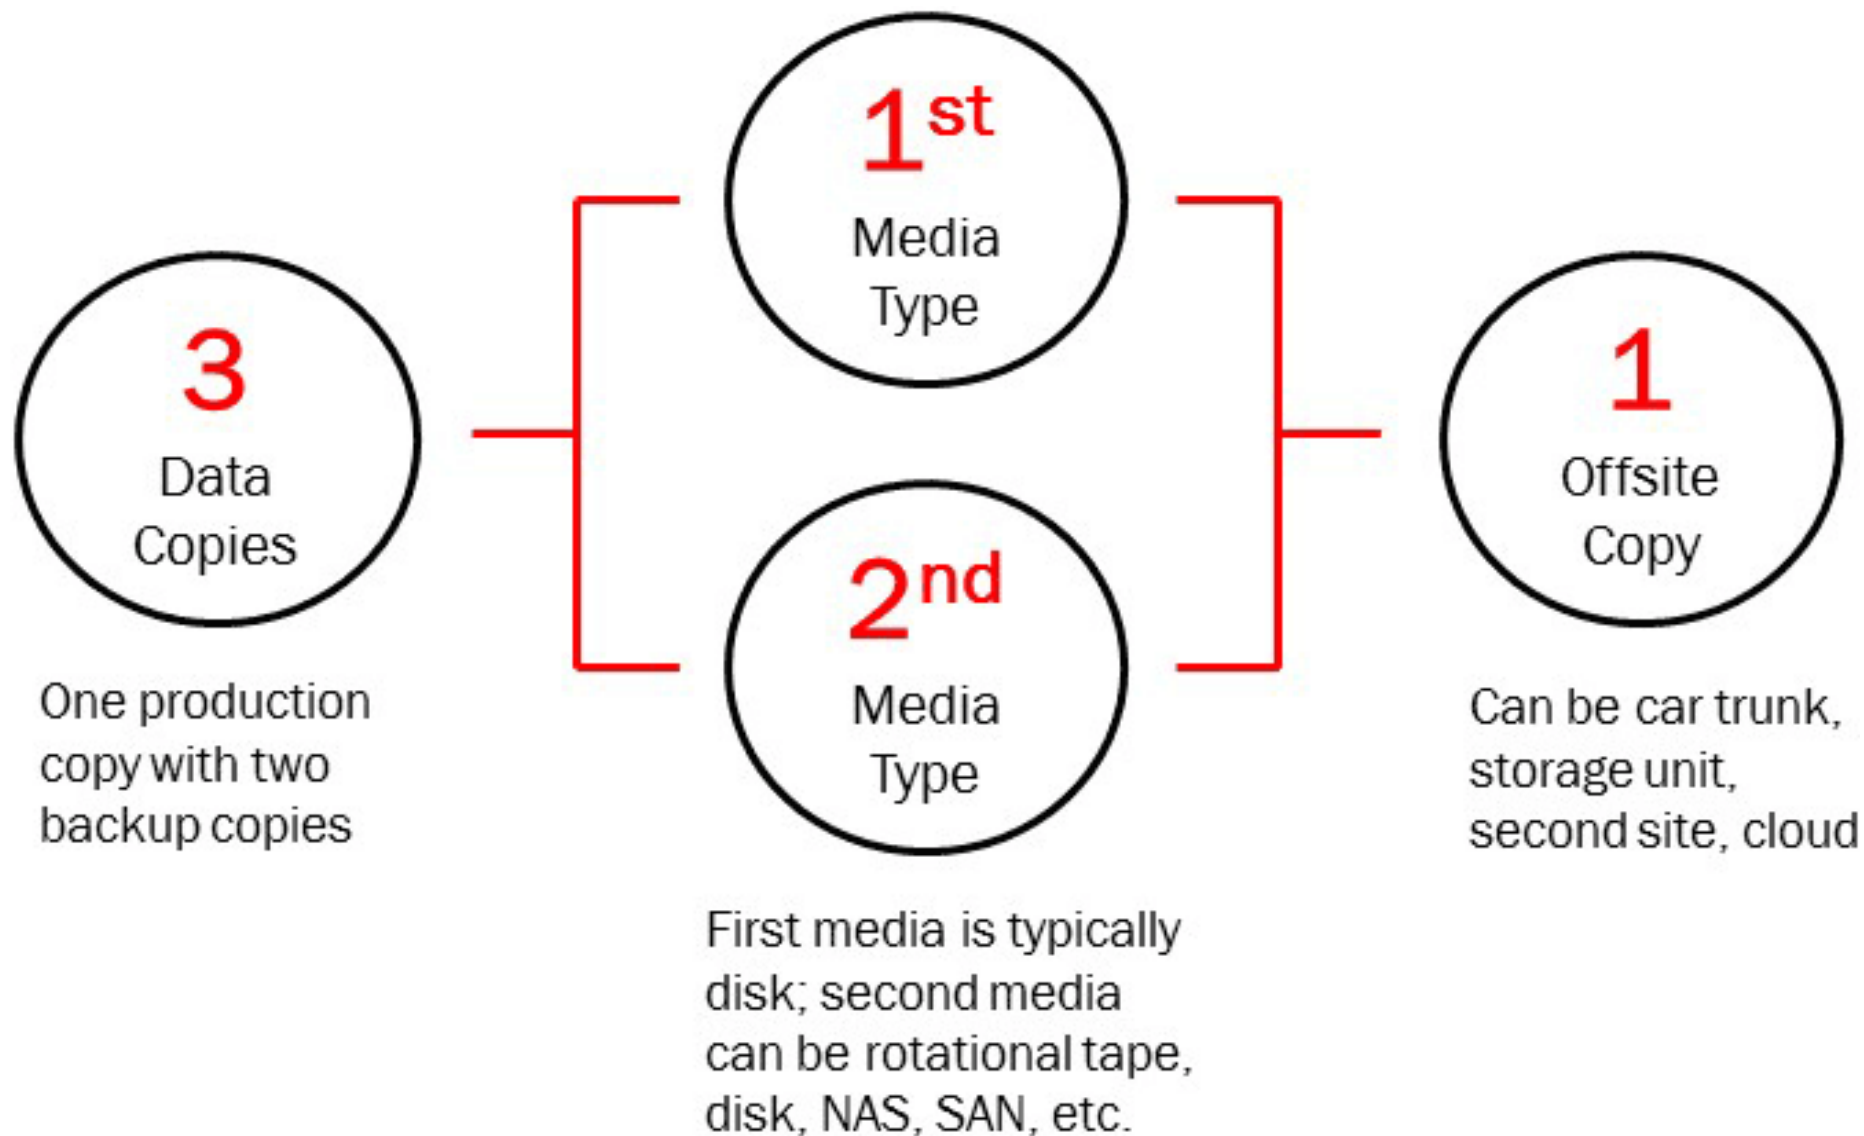 3
Data
Copies
One production
copy with two
backup copies
1st
Media
Type
2nd
Media
Type
First media is typically
disk; second media
can be rotational tape,
disk, NAS, SAN, etc.
1
Offsite
Copy
Can be car trunk,
storage unit,
second site, cloud